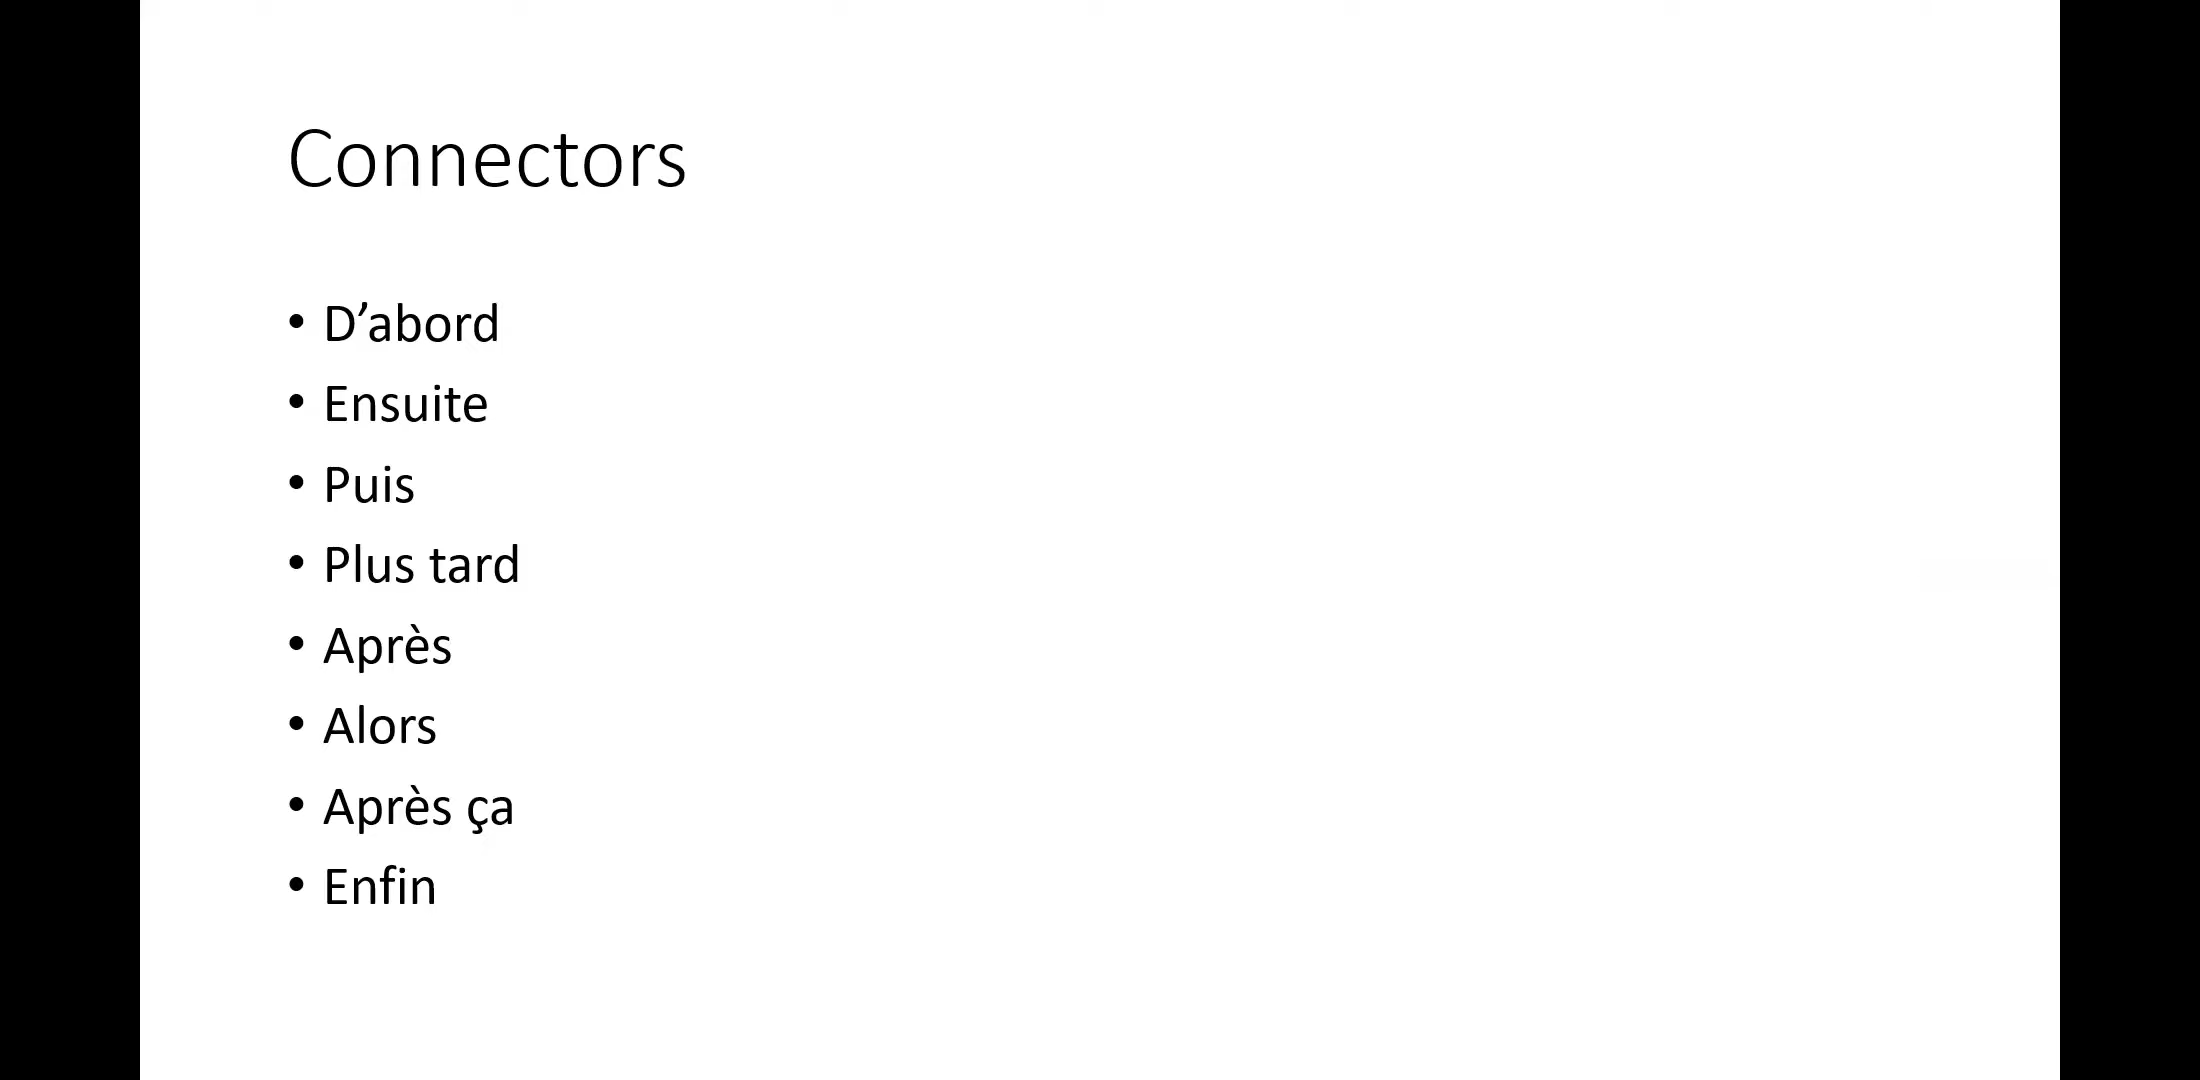 Connectors
• D’abord
• Ensuite
• Puis
• Plus tard
• Après
• Alors
• Après ça
• Enfin